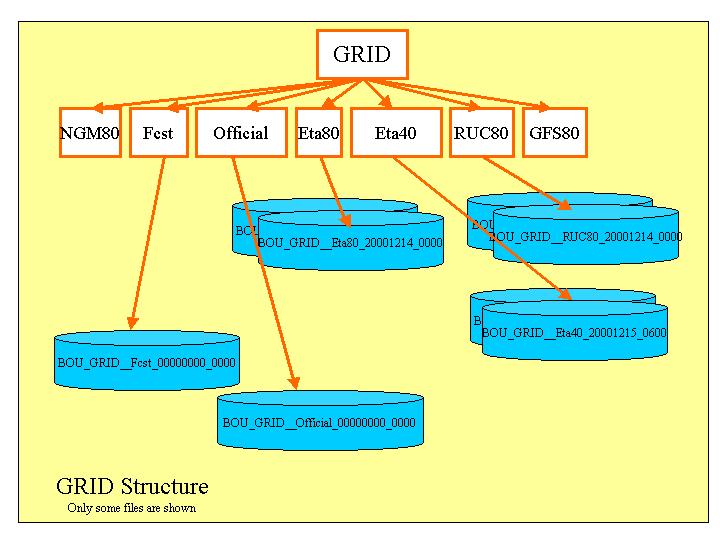 GRID
NGM80
Fcst
Official
Eta80
Eta40
RUC80
GFS80
BOU
BOU_GRID__Eta80_20001214_0000
BOU
BOU_GRID__RUC80_20001214_0000
B
BOU_GRID__Eta40_20001215_0600
BOU_GRID__Fcst_00000000_0000
BOU_GRID__Official_00000000_0000
GRID Structure
Only some files are shown